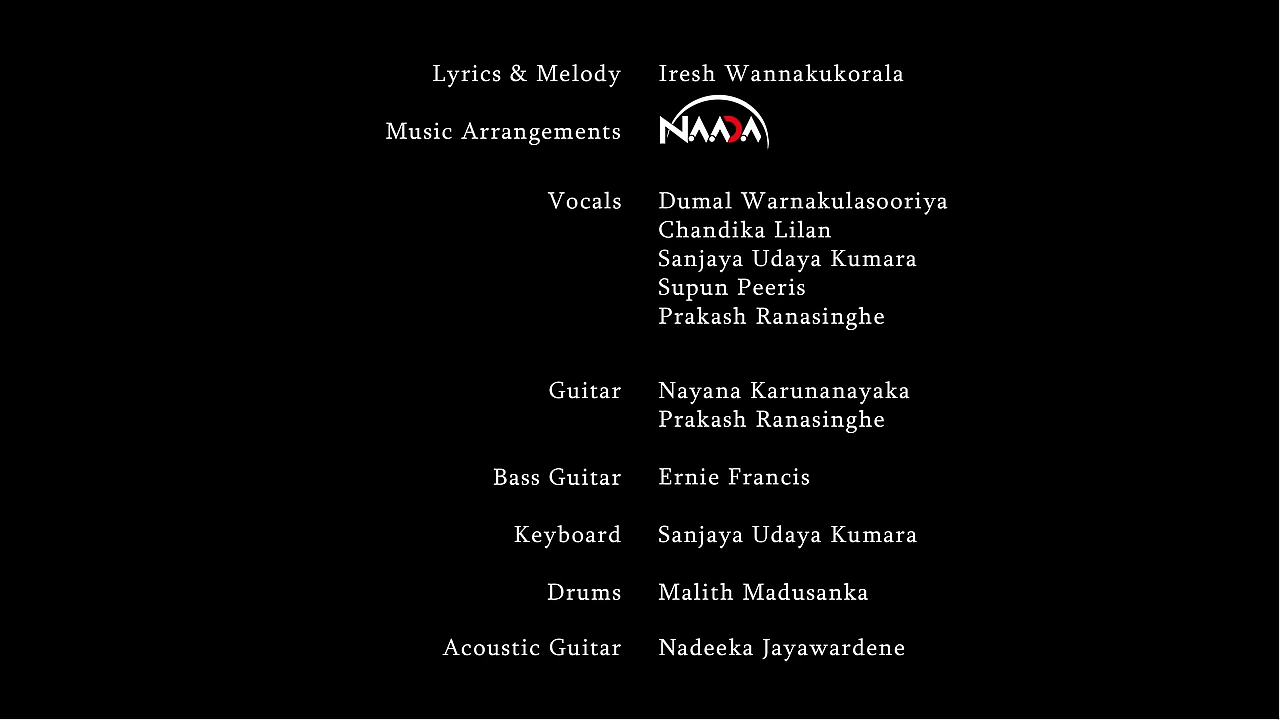 Lyrics & Melody Iresh Wannakukorala
Music Arrangements NAADA
Vocals Dumal Warnakulasooriya
Chandika Lilan
Sanjaya Udaya Kumara
Supun Peeris
Prakash Ranasinghe
Guitar Nayana Karunanayaka
Prakash Ranasinghe
Bass Guitar Ernie Francis
Keyboard Sanjaya Udaya Kumara
Drums Malith Madusanka
Acoustic Guitar Nadeeka Jayawardene